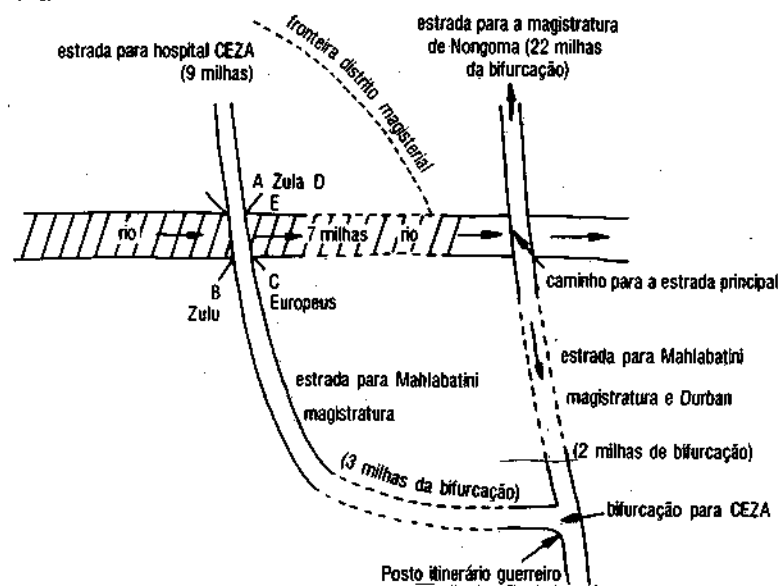 estrada para hospital CEZA
(9 milhas)
fronteira distrito magisterial
estrada para a magistratura
de Nongoma (22 milhas
da bifurcação)
A Zula D
E
rio
7 milhas
rio
B
Zulu
C
Europeus
caminho para a estrada principal
estrada para Mahlabatini
magistratura
estrada para Mahlabatini
magistratura e Durban
(2 milhas de bifurcação)
(3 milhas da bifurcação)
bifurcação para CEZA
Posto itinerário guerreiro